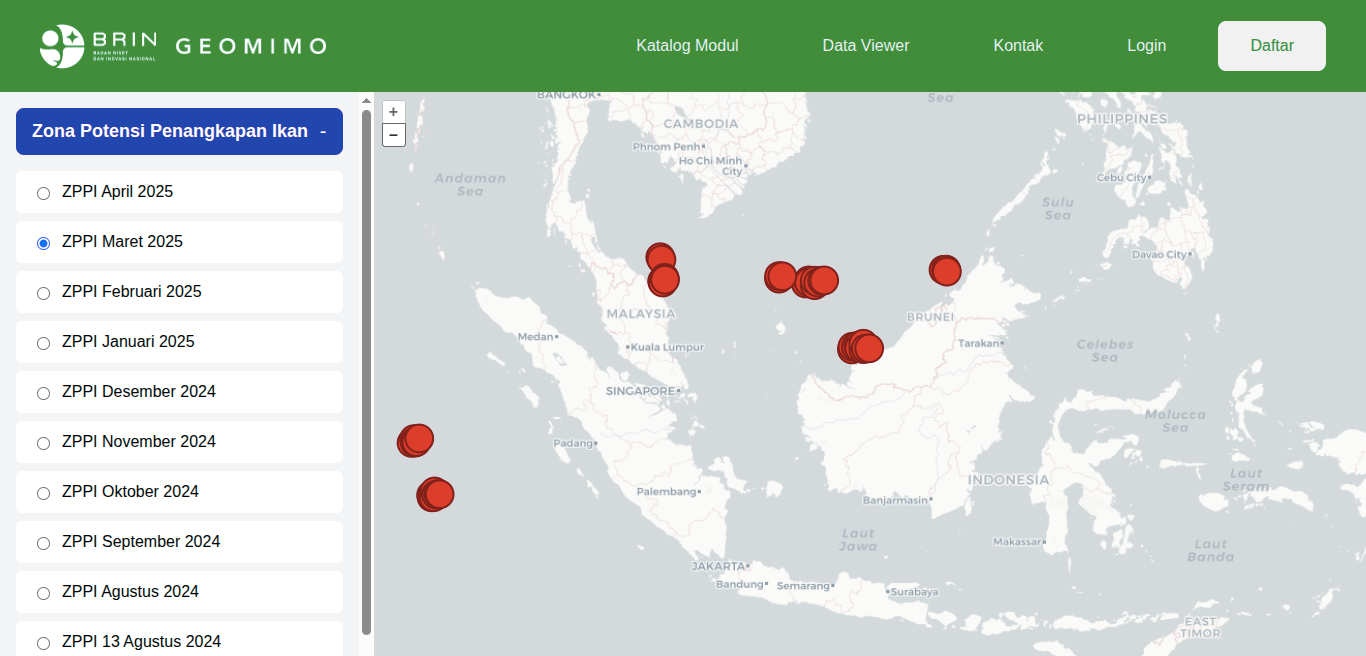 BRIN
BADAN RISET
DAN INOVASI NASIONAL
GEOMIMO
Katalog Modul
Data Viewer
Kontak
Login
Daftar
Zona Potensi Penangkapan Ikan -
ZPPI April 2025
ZPPI Maret 2025
ZPPI Februari 2025
ZPPI Januari 2025
ZPPI Desember 2024
ZPPI November 2024
ZPPI Oktober 2024
ZPPI September 2024
ZPPI Agustus 2024
ZPPI 13 Agustus 2024
+
−
BANGKOK
Sea
CAMBODIA
PHILIPPINES
Phnom Penh
Ho Chi Minh
City
Andaman
Sea
Cebu City
Sulu
Sea
Davao City
MALAYSIA
BRUNEI
Medan
Kuala Lumpur
Tarakan
Celebes
Sea
SINGAPORE
Molucca
Sea
Padang
Palembang
INDONESIA
Laut
Seram
Banjarmasin
Laut
Jawa
Makassar
Laut
Banda
JAKARTA
Bandung
Semarang
Surabaya
EAST
TIMOR